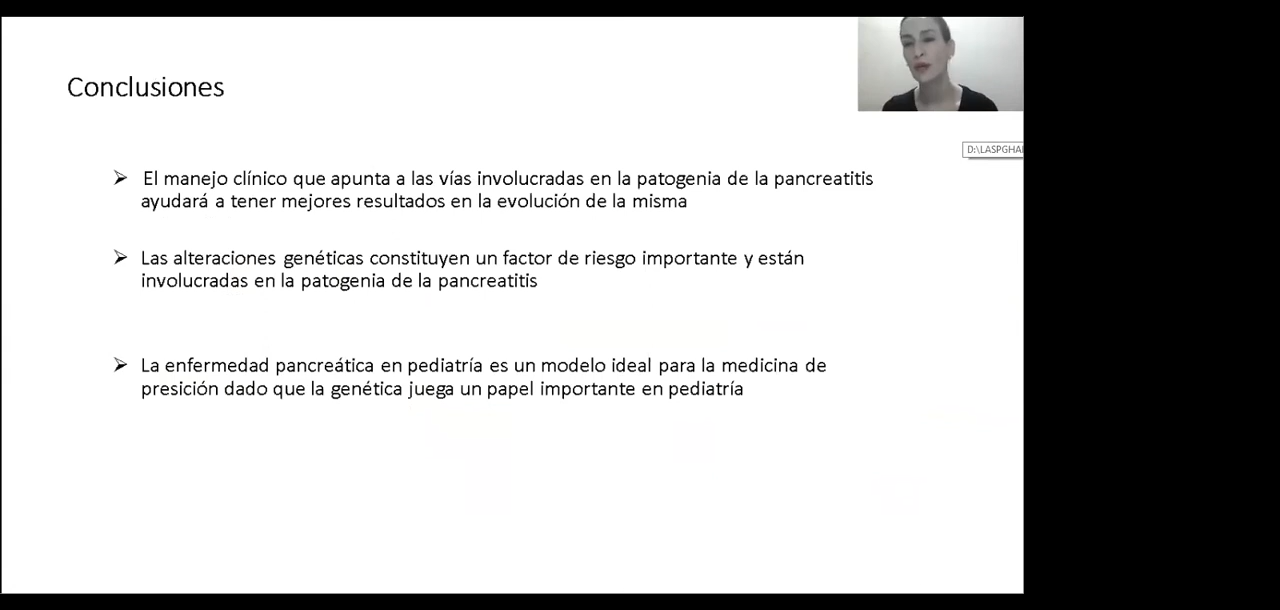 Conclusiones
D:\LASPGHA
➢ El manejo clínico que apunta a las vías involucradas en la patogenia de la pancreatitis
ayudará a tener mejores resultados en la evolución de la misma
➢ Las alteraciones genéticas constituyen un factor de riesgo importante y están
involucradas en la patogenia de la pancreatitis
➢ La enfermedad pancreática en pediatría es un modelo ideal para la medicina de
presición dado que la genética juega un papel importante en pediatría